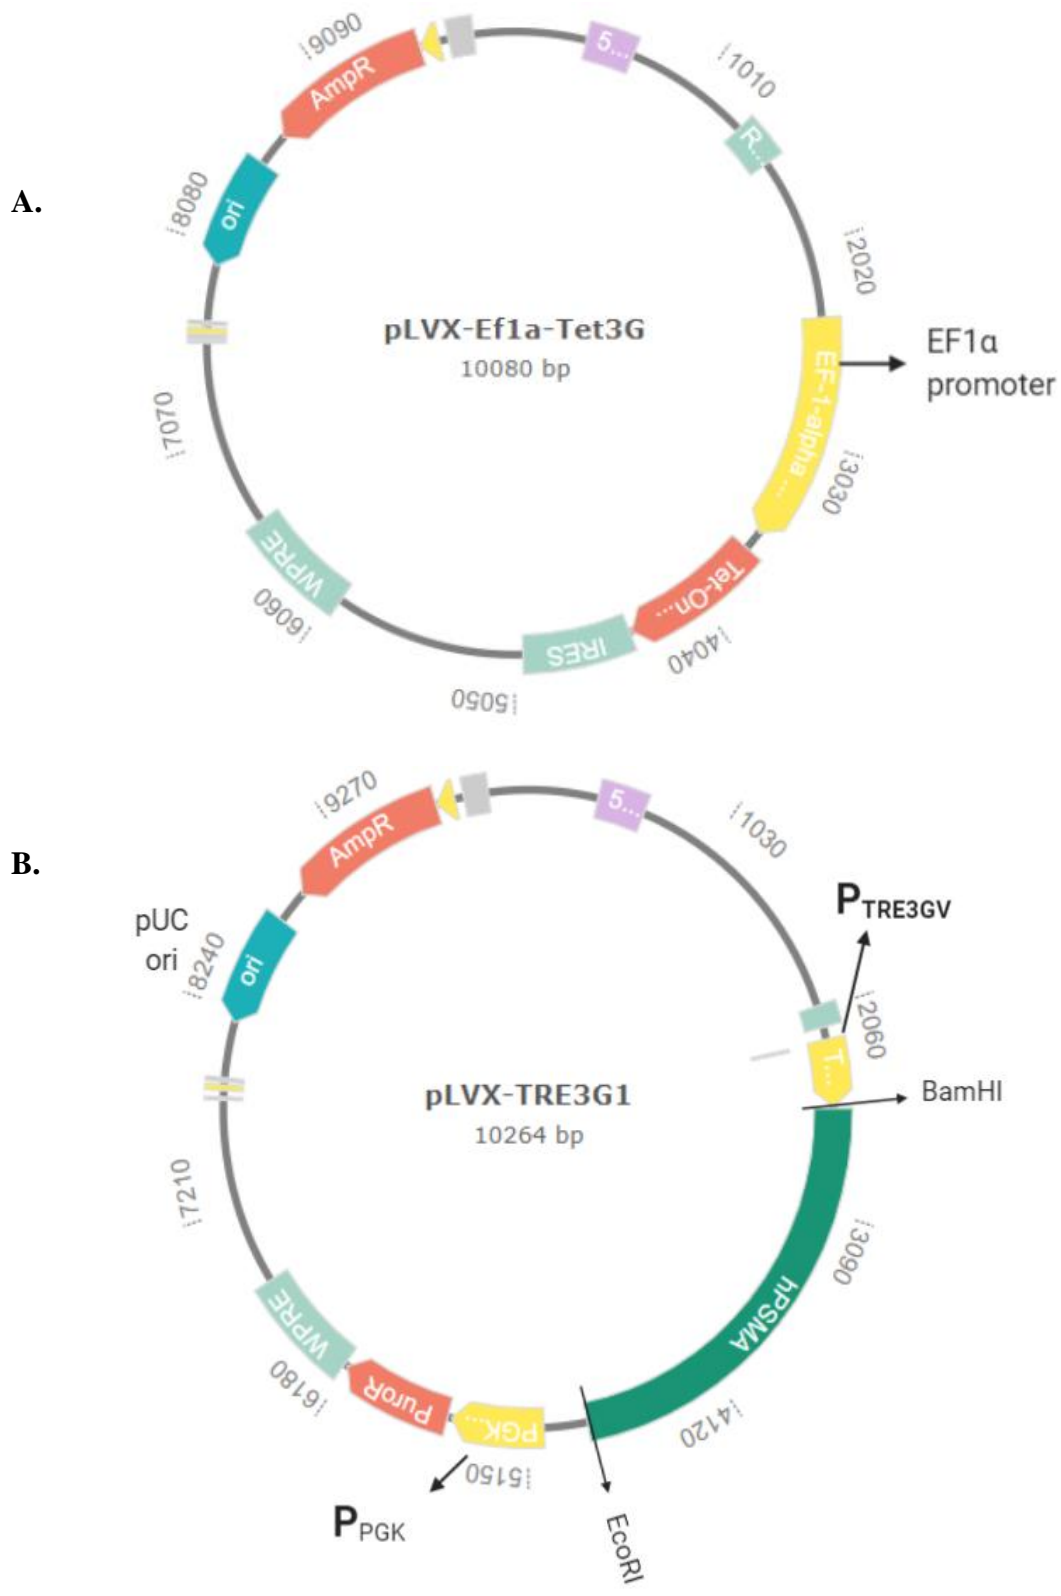 A.
9090
AmpR
5...
1010
R...
8080
ori
2020
pLVX-Ef1a-Tet3G
10080 bp
EF-1-alpha ...
EF1α
promoter
7070
3030
Tet-On...
4040
WPRE
6060
IRES
5050
B.
9270
AmpR
5...
1030
pUC
ori
8240
ori
PTRE3GV
2060
T...
BamHI
pLVX-TRE3G1
10264 bp
7210
3090
hPSMA
WPRE
6180
PuroR
PGK...
5150
4120
PPGK
EcoRI